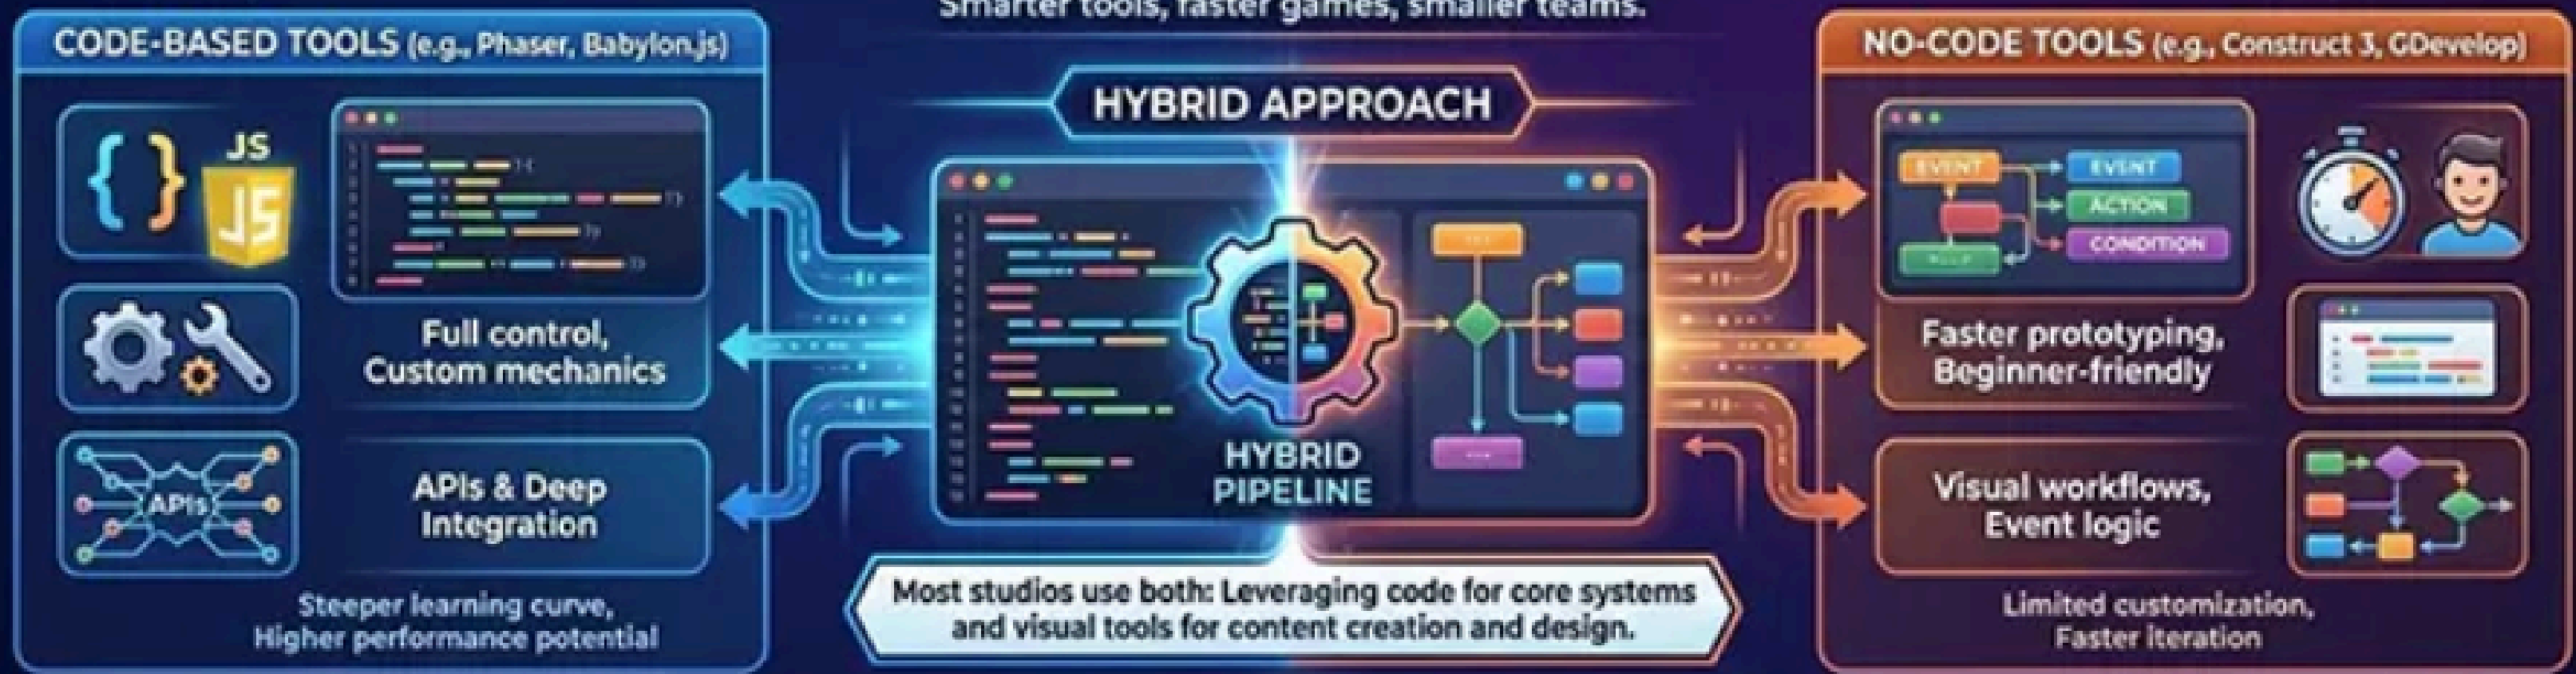 Smarter tools, faster games, smaller teams.
CODE-BASED TOOLS (e.g., Phaser, Babylon.js)
JS
JS
Full control,
Custom mechanics
APIs
APIs & Deep
Integration
Steeper learning curve,
Higher performance potential
HYBRID APPROACH
HYBRID
PIPELINE
Most studios use both: Leveraging code for core systems
and visual tools for content creation and design.
NO-CODE TOOLS (e.g., Construct 3, GDevelop)
EVENT
EVENT
ACTION
CONDITION
Faster prototyping,
Beginner-friendly
Visual workflows,
Event logic
Limited customization,
Faster iteration